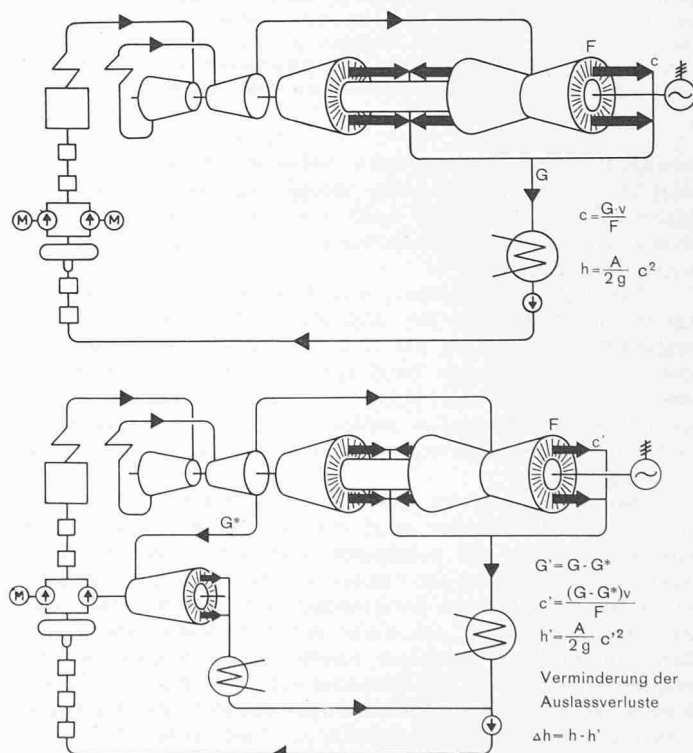 F
c
M
M
G
c = G·v / F
h = A / 2g c²
F
c'
G*
M
G' = G - G*
c' = (G - G*)v / F
h' = A / 2g c'²
Verminderung der
Auslassverluste
Δh = h - h'